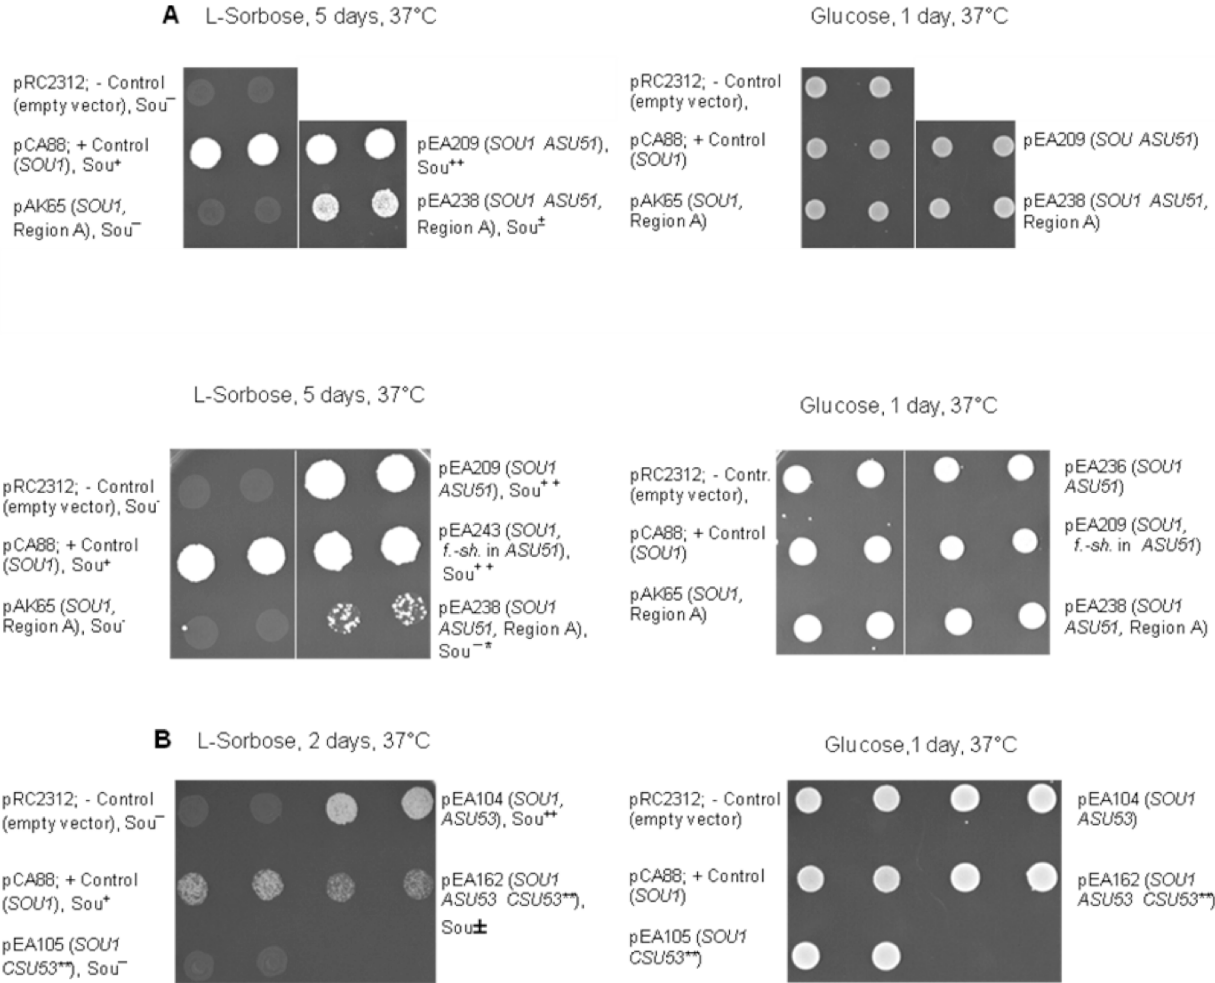 A L-Sorbose, 5 days, 37°C
Glucose, 1 day, 37°C
pRC2312; - Control
(empty vector), Sou⁻
pCA88; + Control
(SOU1), Sou⁺
pAK65 (SOU1,
Region A), Sou⁻
pEA209 (SOU1 ASU51),
Sou⁺⁺
pEA238 (SOU1 ASU51,
Region A), Sou±
pRC2312; - Control
(empty vector),
pCA88; + Control
(SOU1)
pAK65 (SOU1,
Region A)
pEA209 (SOU ASU51)
pEA238 (SOU1 ASU51,
Region A)
L-Sorbose, 5 days, 37°C
Glucose, 1 day, 37°C
pRC2312; - Control
(empty vector), Sou⁻
pCA88; + Control
(SOU1), Sou⁺
pAK65 (SOU1,
Region A), Sou⁻
pEA209 (SOU1
ASU51), Sou⁺⁺
pEA243 (SOU1,
f.-sh. in ASU51),
Sou⁺⁺
pEA238 (SOU1
ASU51, Region A),
Sou⁻*
pRC2312; - Contr.
(empty vector),
pCA88; + Control
(SOU1)
pAK65 (SOU1,
Region A)
pEA236 (SOU1
ASU51)
pEA209 (SOU1,
f.-sh. in ASU51)
pEA238 (SOU1
ASU51, Region A)
B L-Sorbose, 2 days, 37°C
Glucose,1 day, 37°C
pRC2312; - Control
(empty vector), Sou⁻
pCA88; + Control
(SOU1), Sou⁺
pEA105 (SOU1
CSU53**), Sou⁻
pEA104 (SOU1,
ASU53), Sou⁺⁺
pEA162 (SOU1
ASU53 CSU53**),
Sou±
pRC2312; - Control
(empty vector)
pCA88; + Control
(SOU1)
pEA105 (SOU1
CSU53**)
pEA104 (SOU1
ASU53)
pEA162 (SOU1
ASU53 CSU53**)